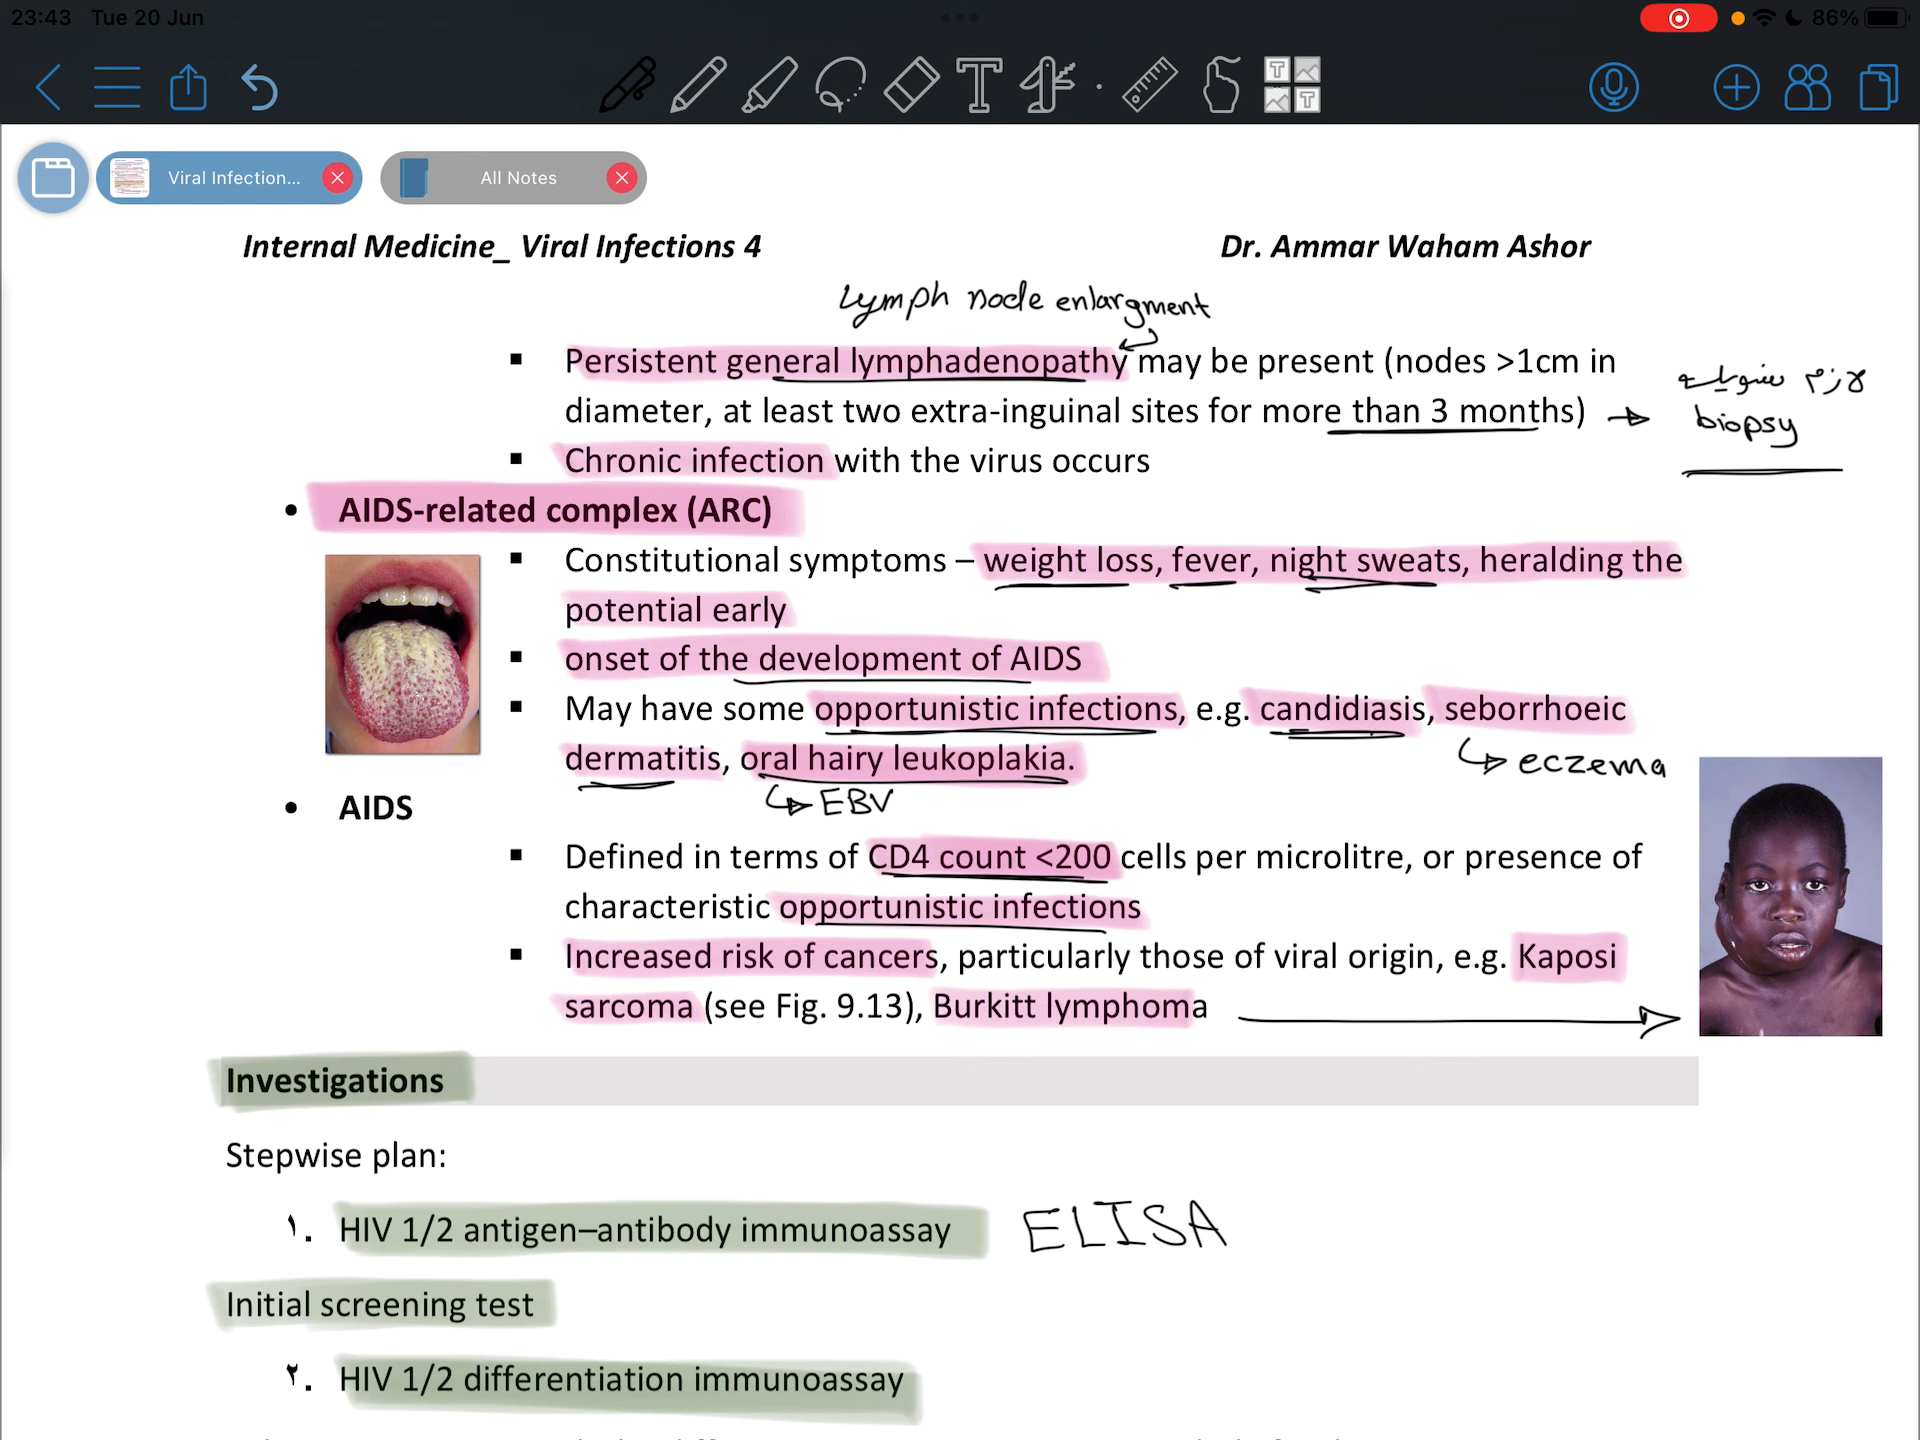 23:43 Tue 20 Jun
86%
Viral Infection...
All Notes
Internal Medicine_ Viral Infections 4
Dr. Ammar Waham Ashor
Lymph node enlargment
▪ Persistent general lymphadenopathy may be present (nodes >1cm in
diameter, at least two extra-inguinal sites for more than 3 months)
لازم نسويله
biopsy
▪ Chronic infection with the virus occurs
• AIDS-related complex (ARC)
▪ Constitutional symptoms – weight loss, fever, night sweats, heralding the
potential early
▪ onset of the development of AIDS
▪ May have some opportunistic infections, e.g. candidiasis, seborrhoeic
dermatitis, oral hairy leukoplakia.
eczema
EBV
• AIDS
▪ Defined in terms of CD4 count <200 cells per microlitre, or presence of
characteristic opportunistic infections
▪ Increased risk of cancers, particularly those of viral origin, e.g. Kaposi
sarcoma (see Fig. 9.13), Burkitt lymphoma
Investigations
Stepwise plan:
١. HIV 1/2 antigen–antibody immunoassay
ELISA
Initial screening test
٢. HIV 1/2 differentiation immunoassay